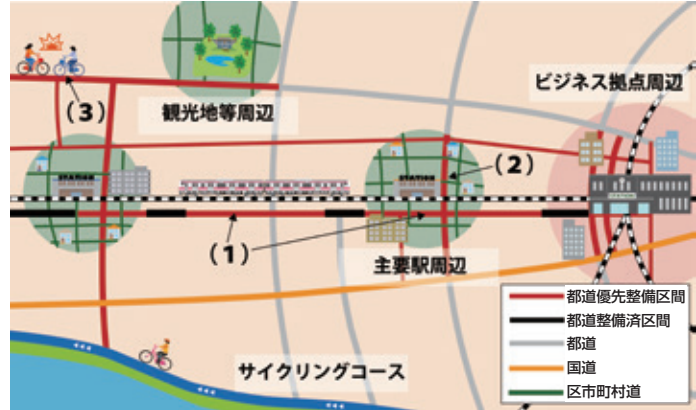 ビジネス拠点周辺
(3)
観光地等周辺
STATION
STATION
(2)
(1)
主要駅周辺
サイクリングコース
都道優先整備区間
都道整備済区間
都道
国道
区市町村道